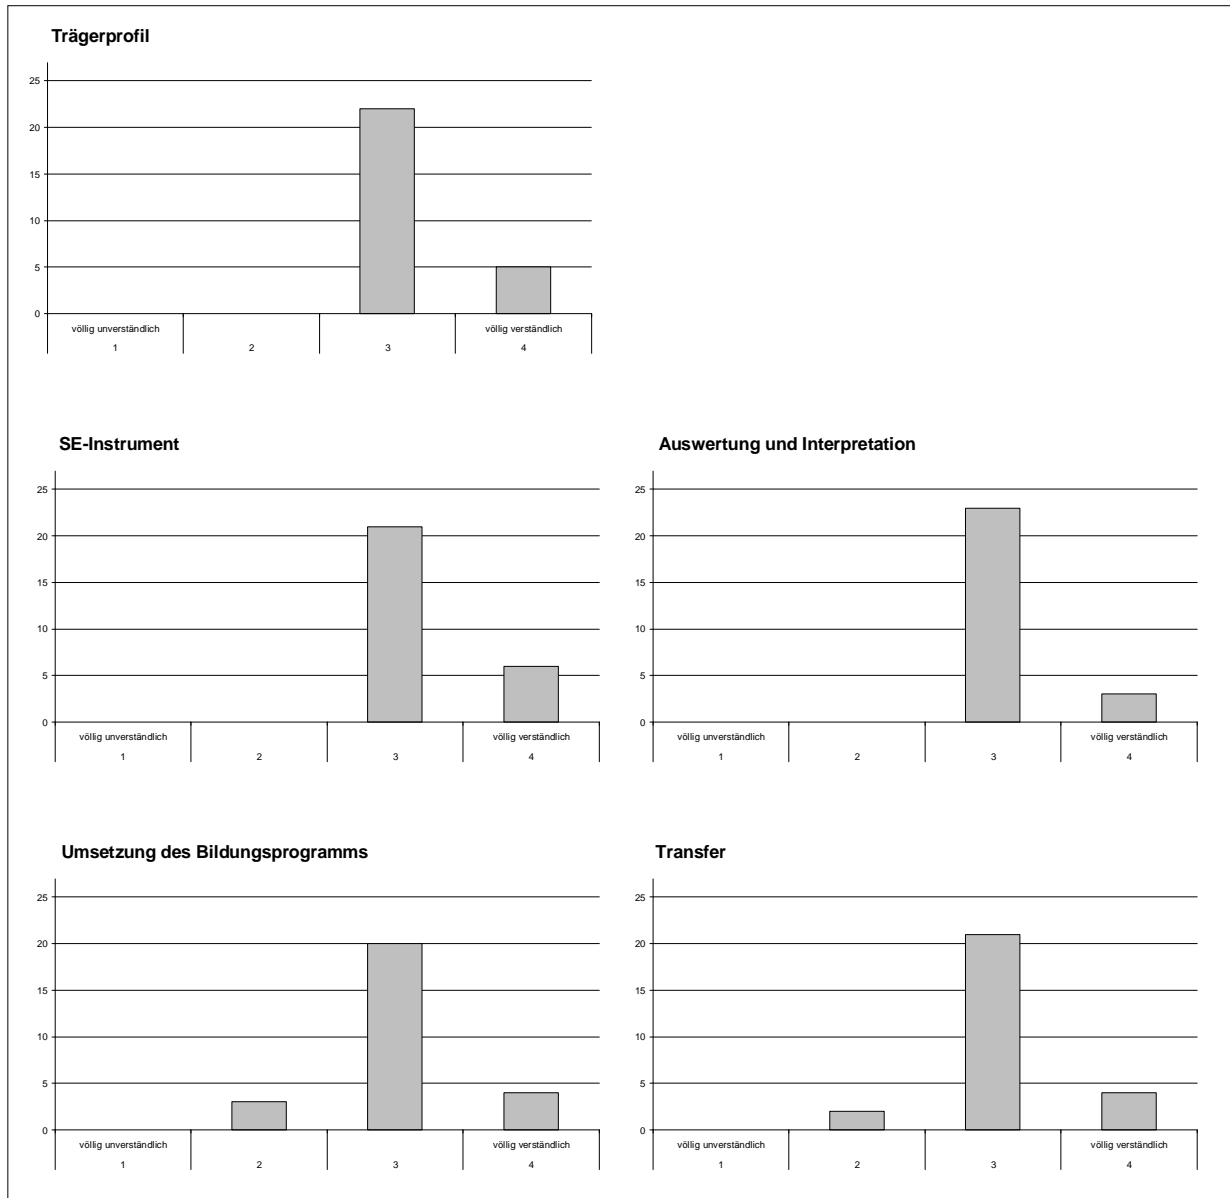 Trägerprofil
25
20
15
10
5
0
völlig unverständlich völlig verständlich
1 2 3 4
SE-Instrument
25
20
15
10
5
0
völlig unverständlich völlig verständlich
1 2 3 4
Auswertung und Interpretation
25
20
15
10
5
0
völlig unverständlich völlig verständlich
1 2 3 4
Umsetzung des Bildungsprogramms
25
20
15
10
5
0
völlig unverständlich völlig verständlich
1 2 3 4
Transfer
25
20
15
10
5
0
völlig unverständlich völlig verständlich
1 2 3 4